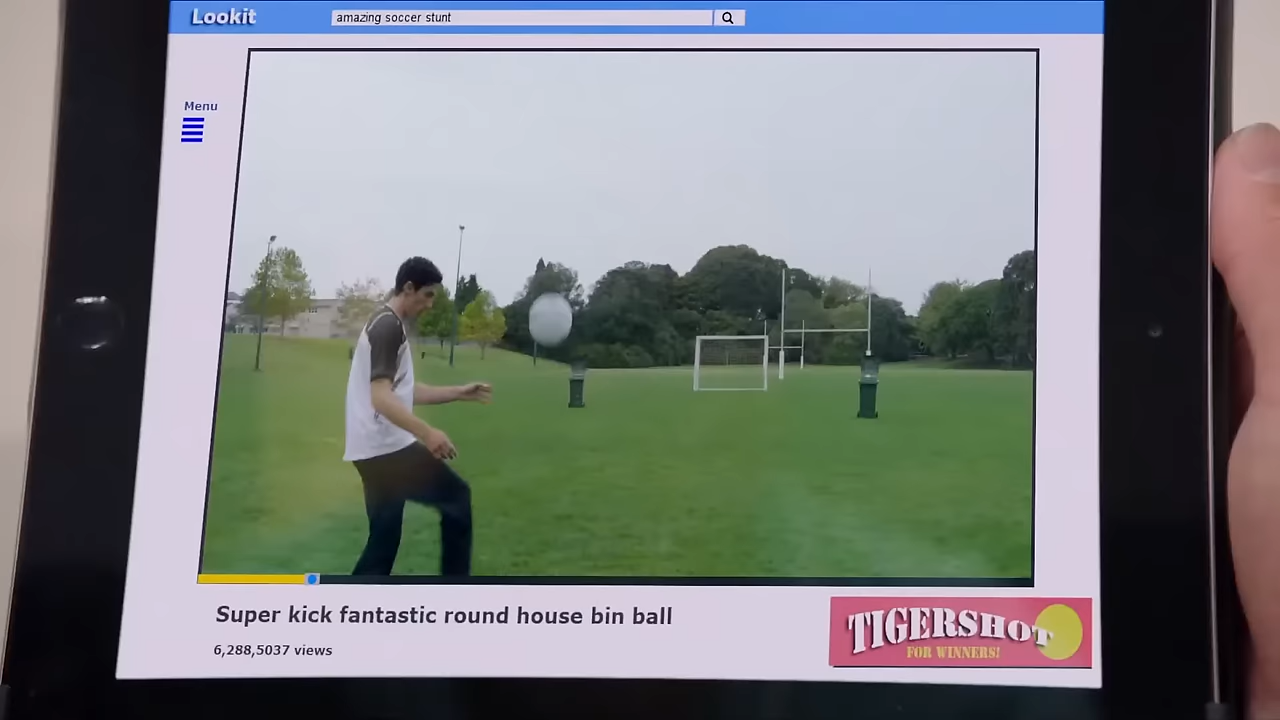 Lookit
amazing soccer stunt
Menu
Super kick fantastic round house bin ball
6,288,5037 views
TIGERSHOT
FOR WINNERS!